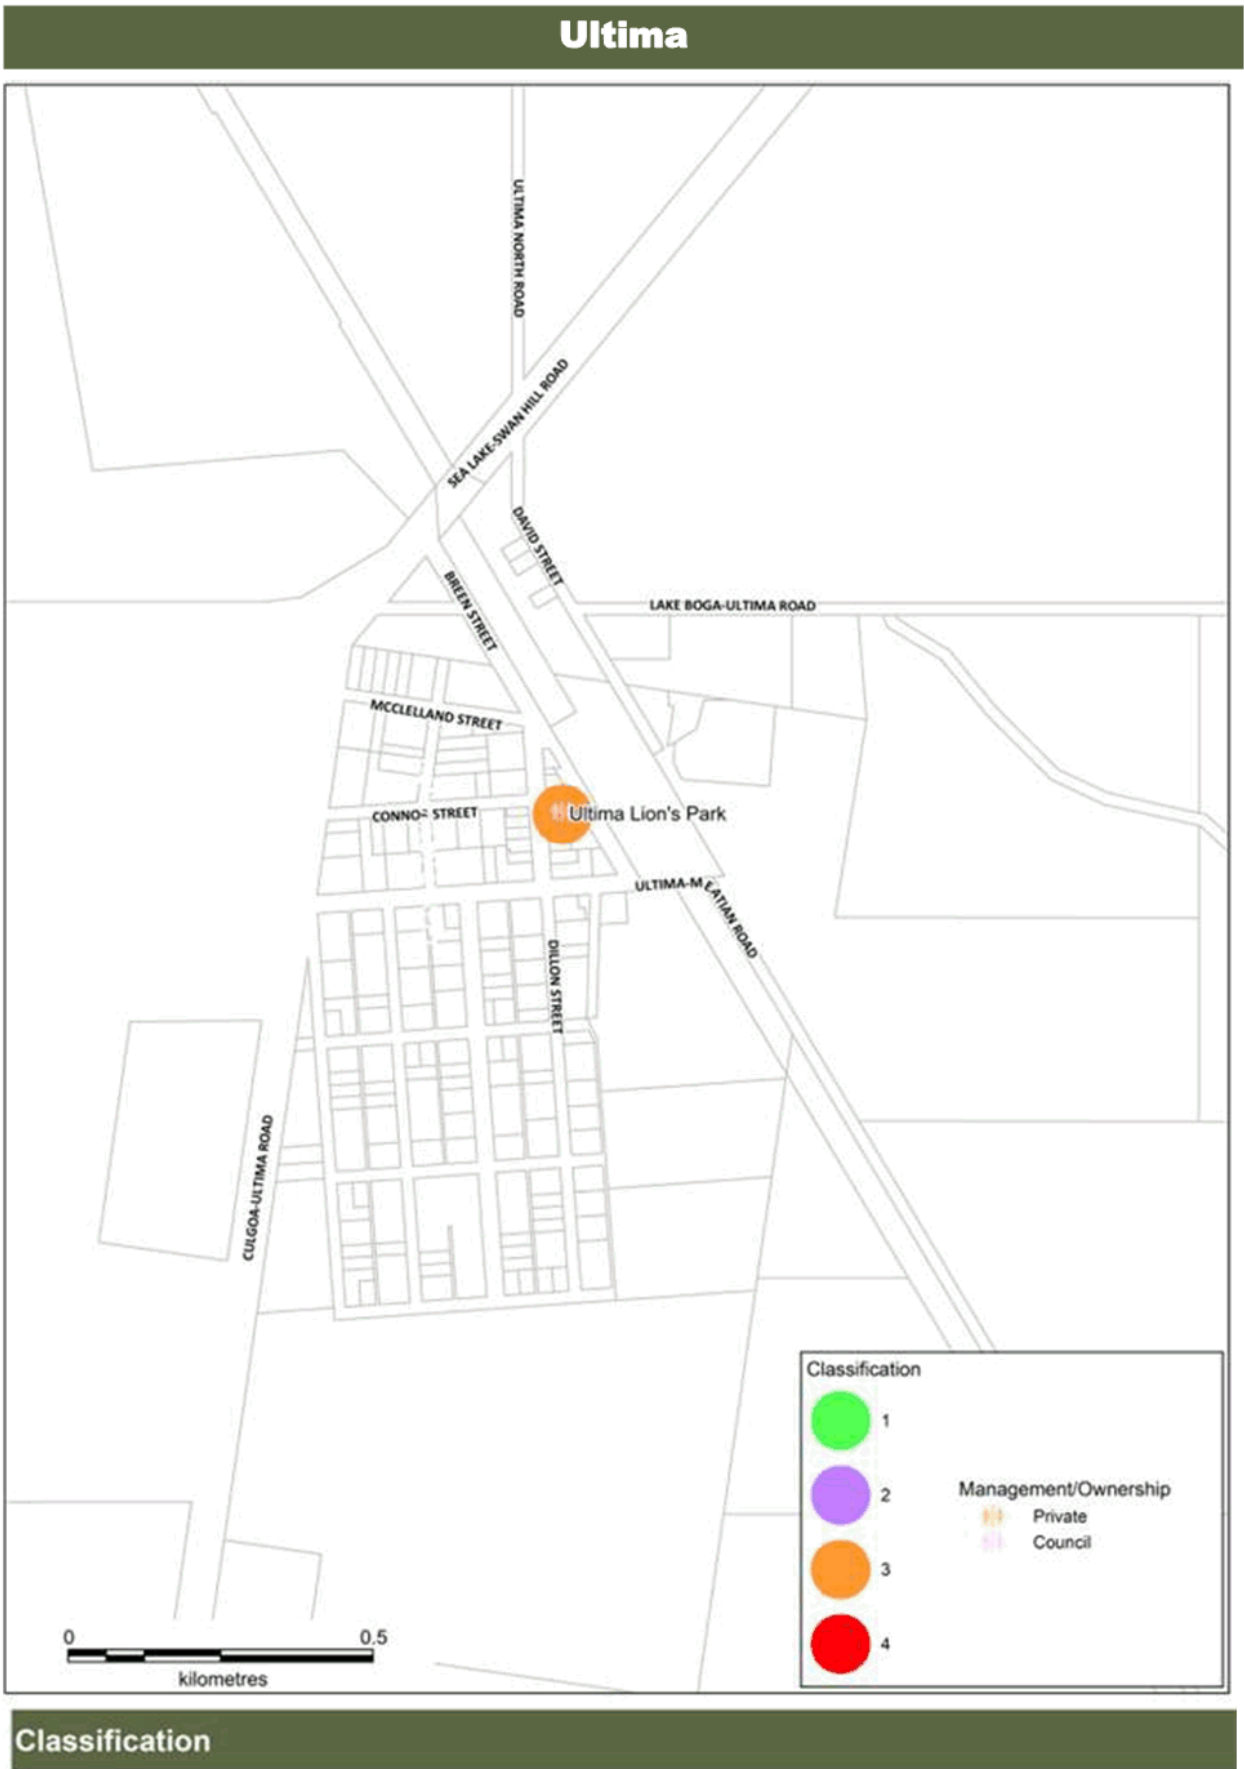 Ultima
ULTIMA NORTH ROAD
SEA LAKE-SWAN HILL ROAD
DAVID STREET
BREEN STREET
LAKE BOGA-ULTIMA ROAD
MCCLELLAND STREET
CONNOR STREET
Ultima Lion's Park
ULTIMA-MEATIAN ROAD
DILLON STREET
CULGOA-ULTIMA ROAD
Classification
1
2
3
4
Management/Ownership
Private
Council
0 0.5
kilometres
Classification